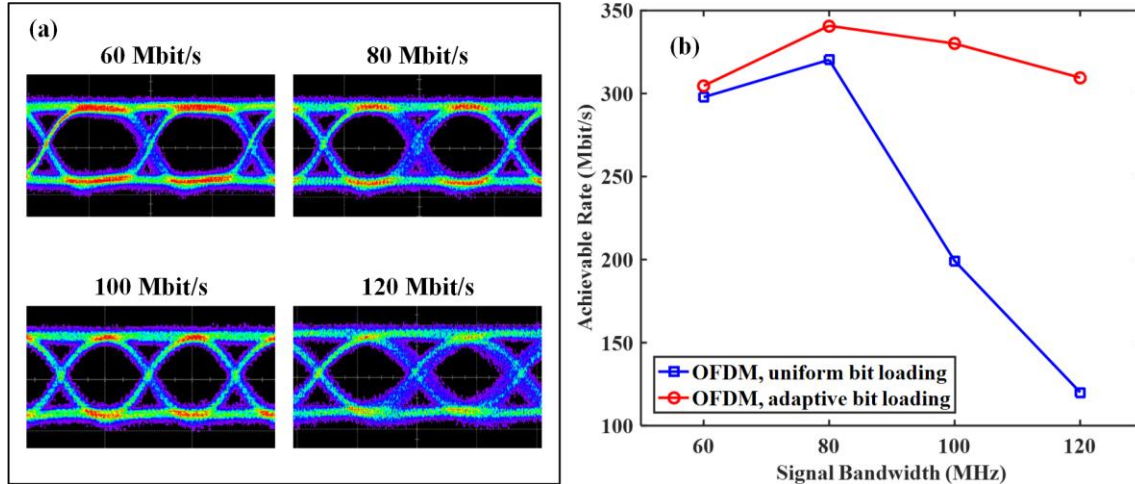 (a)
60 Mbit/s
80 Mbit/s
100 Mbit/s
120 Mbit/s
(b)
Achievable Rate (Mbit/s)
350
300
250
200
150
100
OFDM, uniform bit loading
OFDM, adaptive bit loading
60
80
100
120
Signal Bandwidth (MHz)